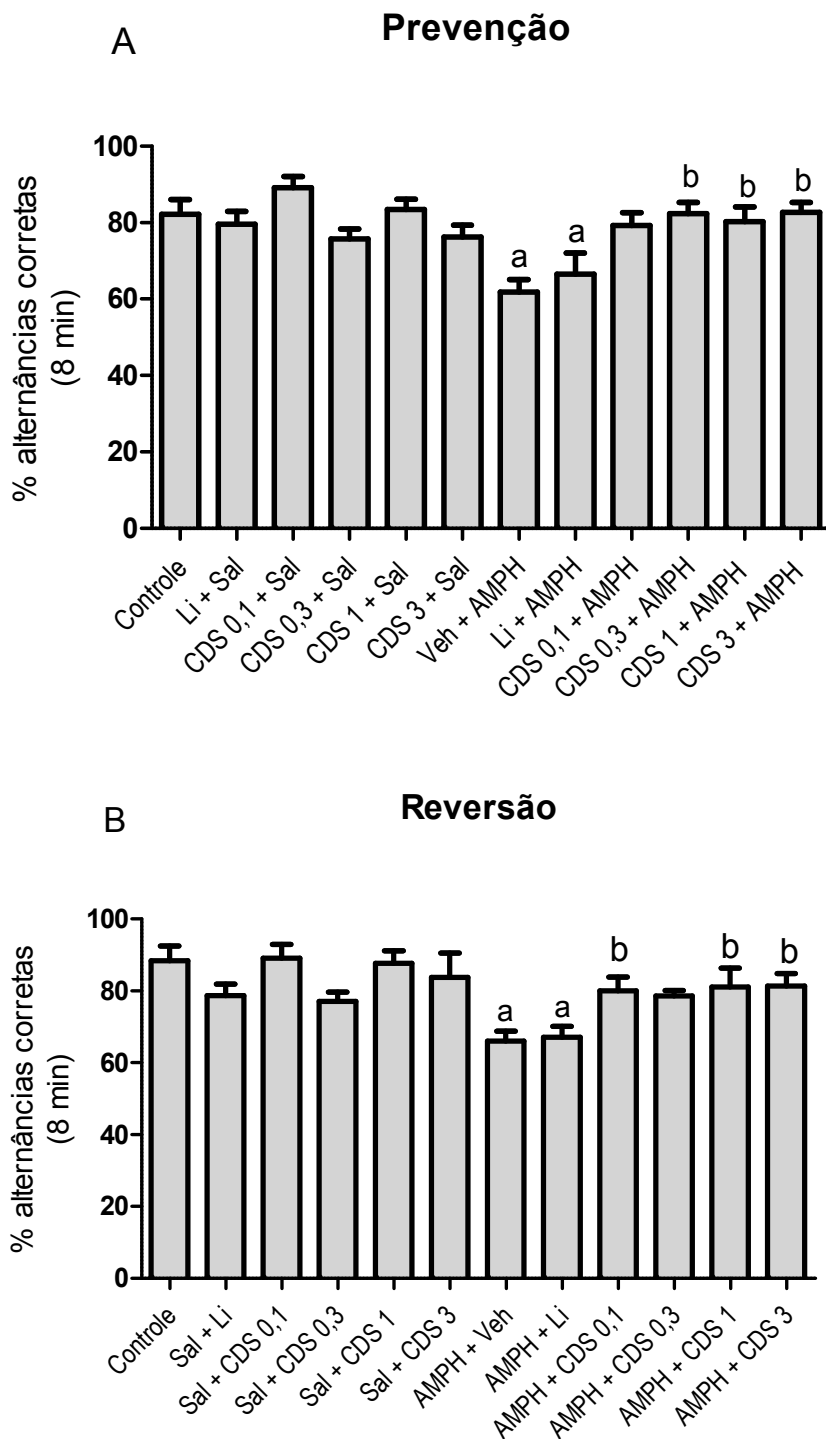 A
Prevenção
% alternâncias corretas
(8 min)
100
80
60
40
20
0
a
a
b
b
b
Controle
Li + Sal
CDS 0,1 + Sal
CDS 0,3 + Sal
CDS 1 + Sal
CDS 3 + Sal
Veh + AMPH
Li + AMPH
CDS 0,1 + AMPH
CDS 0,3 + AMPH
CDS 1 + AMPH
CDS 3 + AMPH
B
Reversão
% alternâncias corretas
(8 min)
100
80
60
40
20
0
a
a
b
b
b
Controle
Sal + Li
Sal + CDS 0,1
Sal + CDS 0,3
Sal + CDS 1
Sal + CDS 3
AMPH + Veh
AMPH + Li
AMPH + CDS 0,1
AMPH + CDS 0,3
AMPH + CDS 1
AMPH + CDS 3